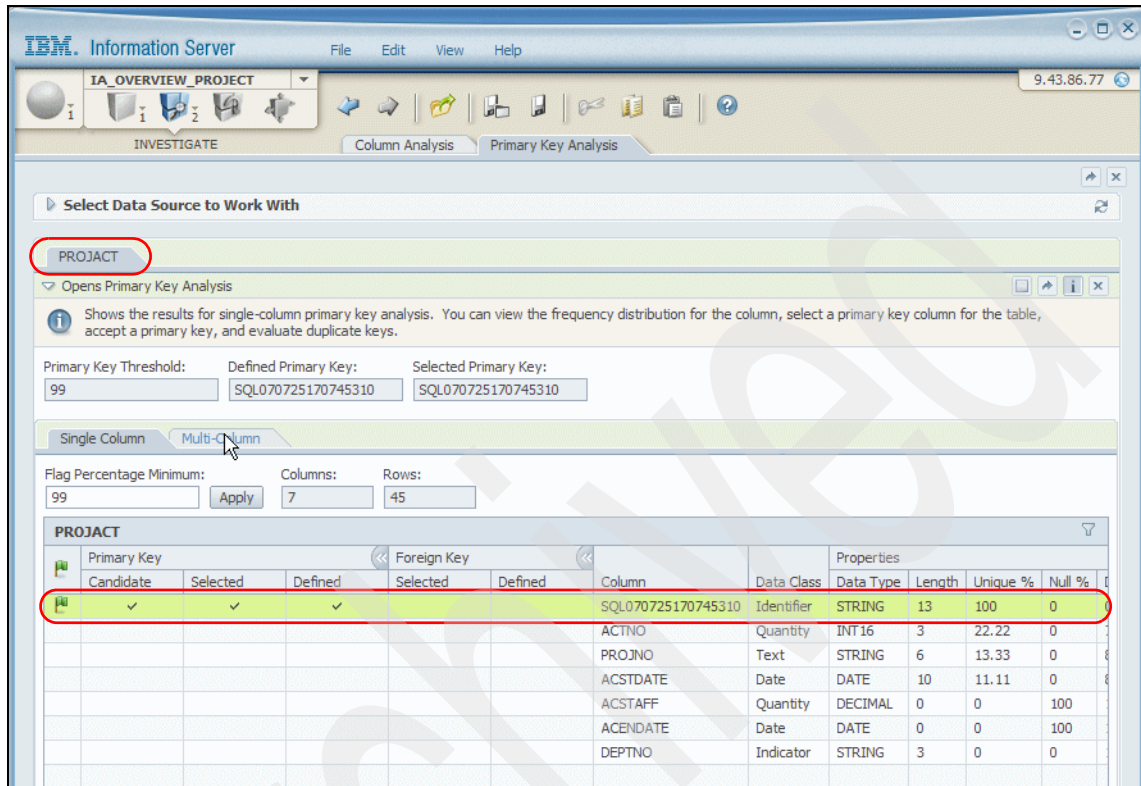 IBM. Information Server File Edit View Help
IA_OVERVIEW_PROJECT 9.43.86.77
1 1 2
INVESTIGATE Column Analysis Primary Key Analysis
Select Data Source to Work With
PROJACT
Opens Primary Key Analysis
Shows the results for single-column primary key analysis. You can view the frequency distribution for the column, select a primary key column for the table,
accept a primary key, and evaluate duplicate keys.
Primary Key Threshold: Defined Primary Key: Selected Primary Key:
99 SQL070725170745310 SQL070725170745310
Single Column Multi-Column
Flag Percentage Minimum: Columns: Rows:
99 Apply 7 45
PROJACT
Primary Key Foreign Key Properties
Candidate Selected Defined Selected Defined Column Data Class Data Type Length Unique % Null %
SQL070725170745310 Identifier STRING 13 100 0
ACTNO Quantity INT16 3 22.22 0
PROJNO Text STRING 6 13.33 0
ACSTDATE Date DATE 10 11.11 0
ACSTAFF Quantity DECIMAL 0 0 100
ACENDATE Date DATE 0 0 100
DEPTNO Indicator STRING 3 0 0